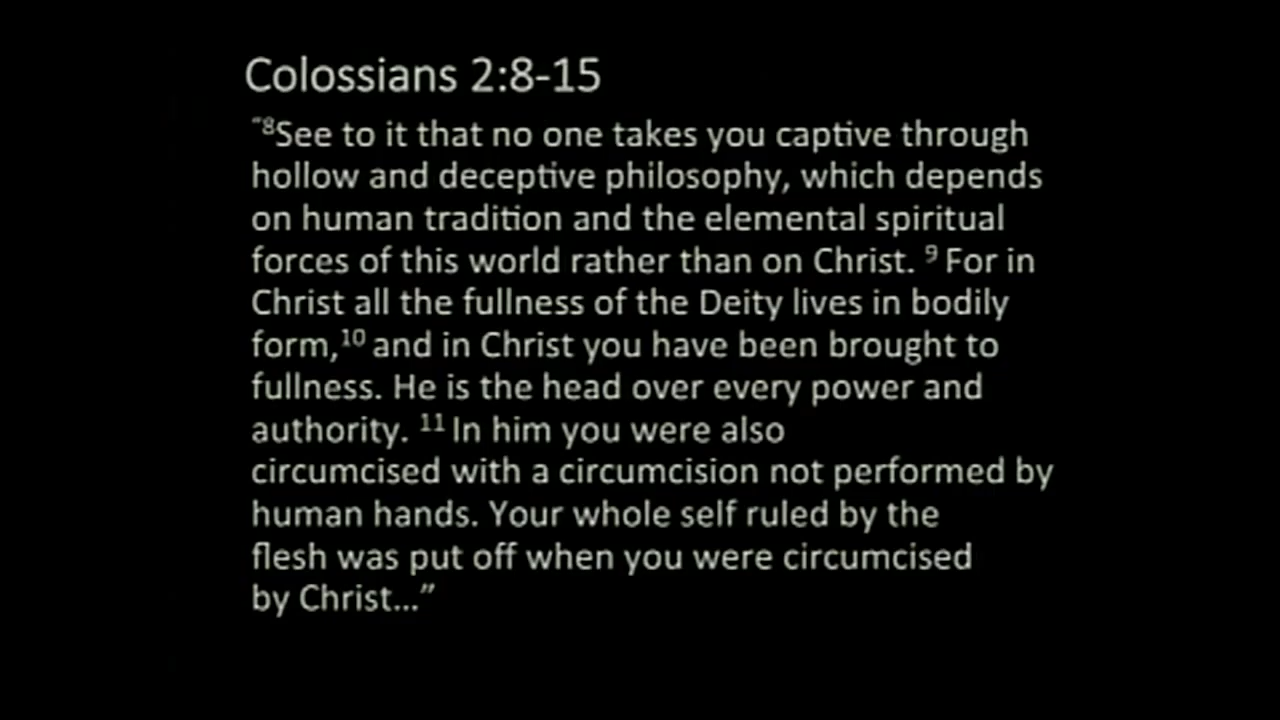 Colossians 2:8-15
"⁸See to it that no one takes you captive through
hollow and deceptive philosophy, which depends
on human tradition and the elemental spiritual
forces of this world rather than on Christ. ⁹ For in
Christ all the fullness of the Deity lives in bodily
form,¹⁰ and in Christ you have been brought to
fullness. He is the head over every power and
authority. ¹¹ In him you were also
circumcised with a circumcision not performed by
human hands. Your whole self ruled by the
flesh was put off when you were circumcised
by Christ…”